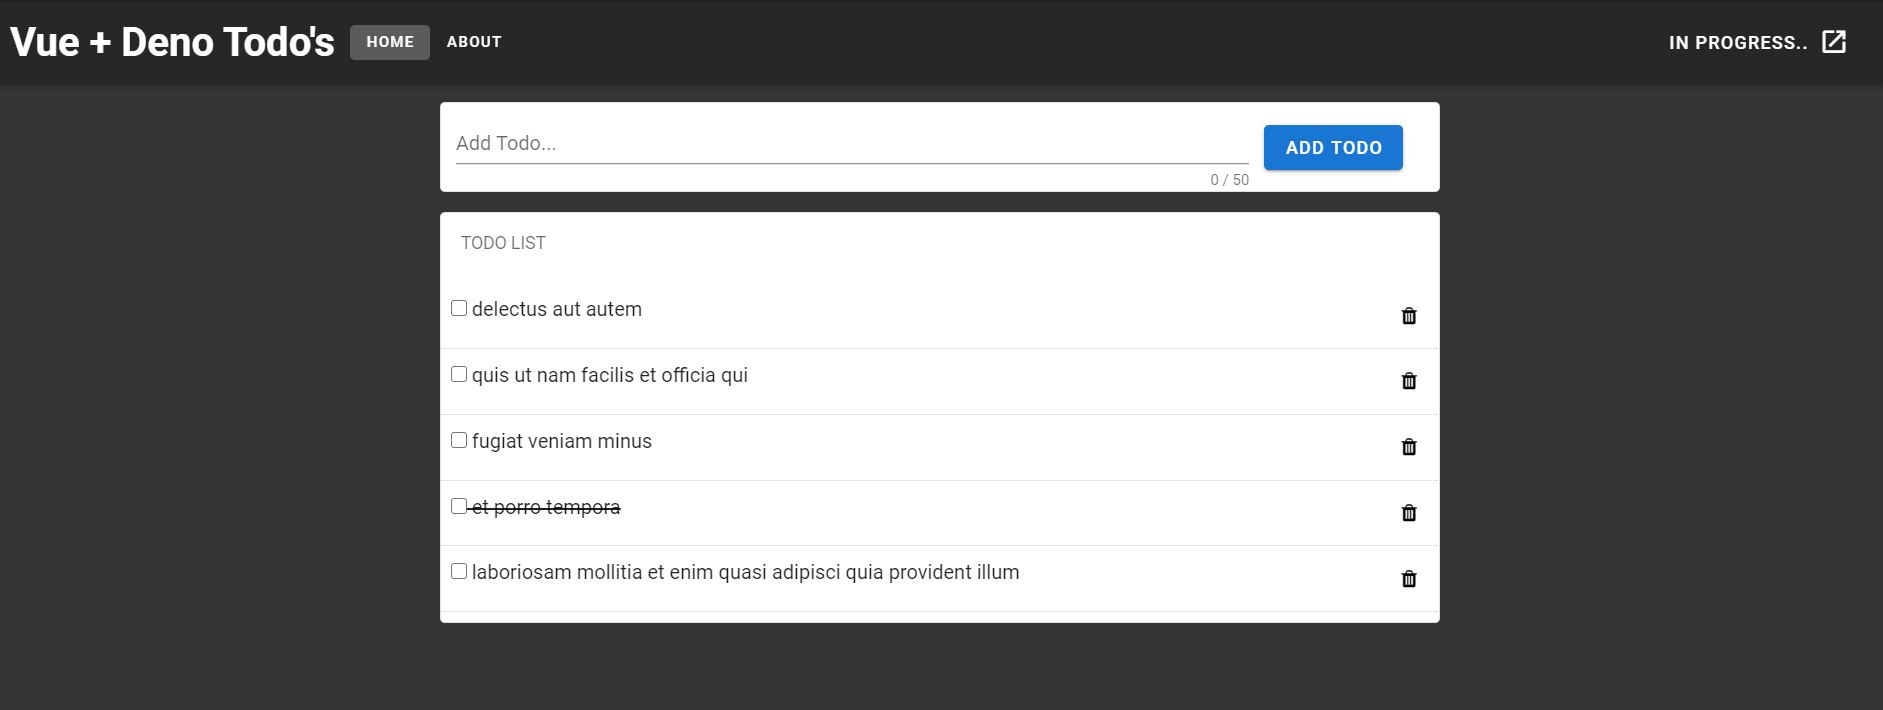 Vue + Deno Todo's HOME ABOUT IN PROGRESS..
Add Todo... ADD TODO
0 / 50
TODO LIST
delectus aut autem
quis ut nam facilis et officia qui
fugiat veniam minus
et porro tempora
laboriosam mollitia et enim quasi adipisci quia provident illum